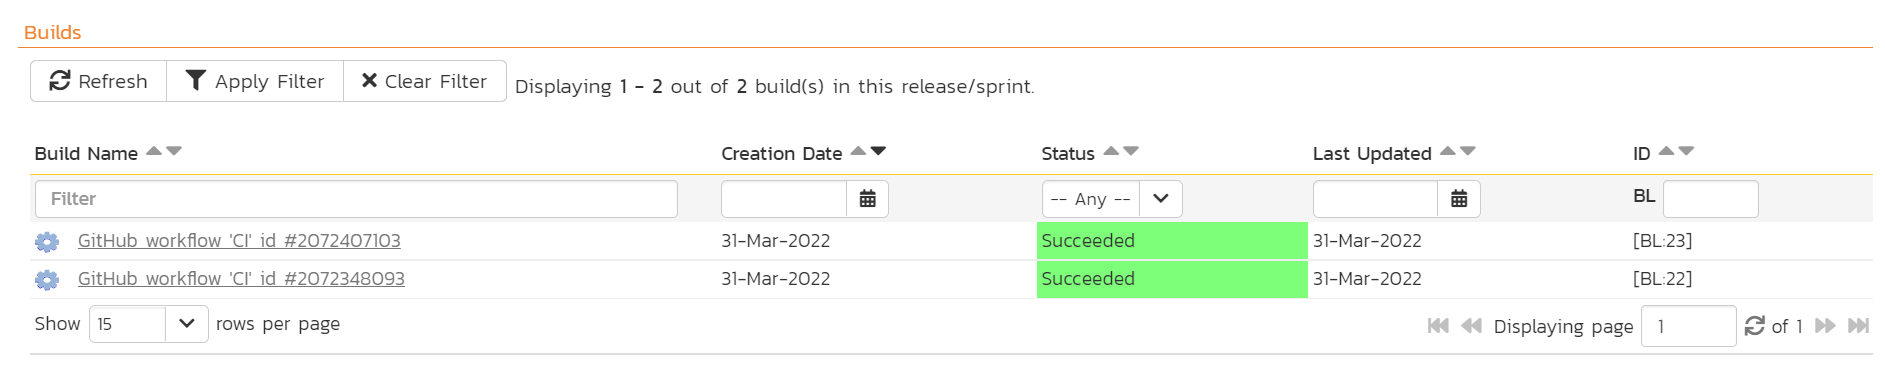 Builds
Refresh Apply Filter Clear Filter Displaying 1 - 2 out of 2 build(s) in this release/sprint.
Build Name Creation Date Status Last Updated ID
Filter -- Any -- BL
GitHub workflow 'CI' id #2072407103 31-Mar-2022 Succeeded 31-Mar-2022 [BL:23]
GitHub workflow 'CI' id #2072348093 31-Mar-2022 Succeeded 31-Mar-2022 [BL:22]
Show 15 rows per page Displaying page 1 of 1